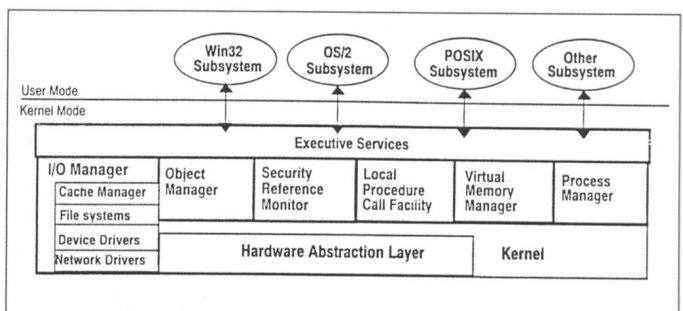 Win32
Subsystem
OS/2
Subsystem
POSIX
Subsystem
Other
Subsystem
User Mode
Kernel Mode
Executive Services
I/O Manager
Cache Manager
File systems
Device Drivers
Network Drivers
Object
Manager
Security
Reference
Monitor
Local
Procedure
Call Facility
Virtual
Memory
Manager
Process
Manager
Hardware Abstraction Layer
Kernel